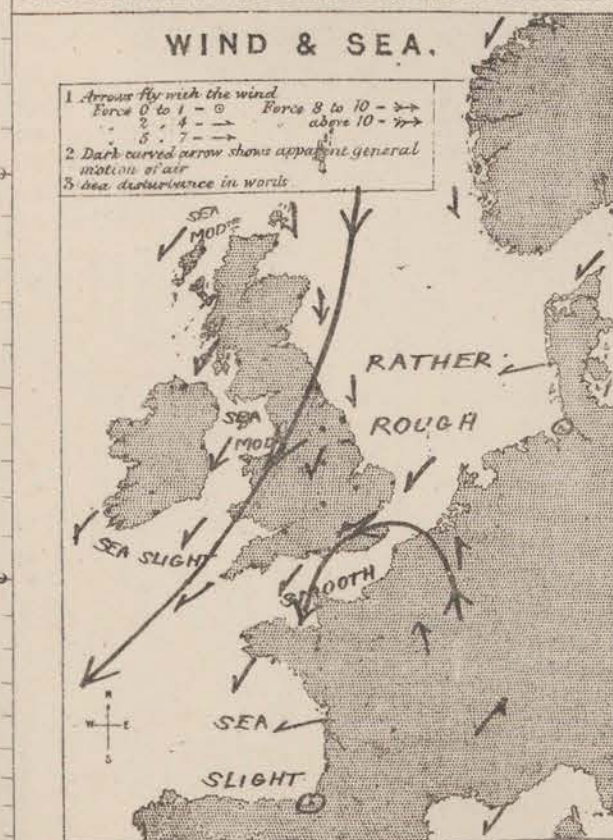 WIND & SEA.
1 Arrows fly with the wind
Force 0 to 1 - ⊙ Force 8 to 10 -
" 2 " 4 - " above 10 -
" 5 " 7 -
2 Dark curved arrow shows apparent general
motion of air
3 Sea disturbance in words
SEA
MODTE
RATHER
SEA
MODTE
ROUGH
SEA SLIGHT
SMOOTH
N
W E
S
SEA
SLIGHT